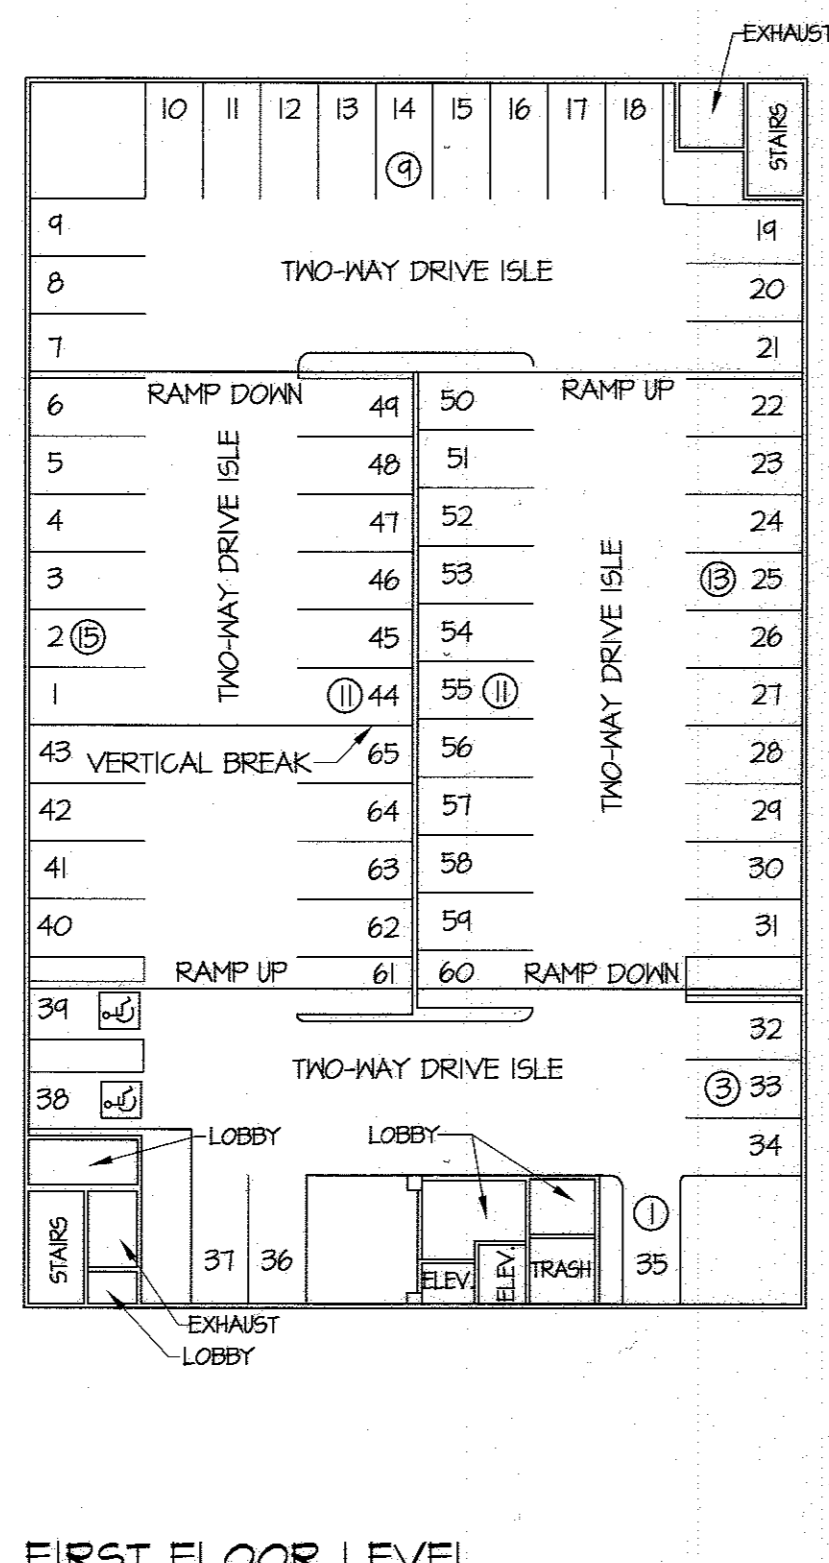 EXHAUST
10 11 12 13 14 15 16 17 18
STAIRS
9
9 19
TWO-WAY DRIVE ISLE
8 20
7 21
RAMP DOWN RAMP UP
6 49 50 22
5 48 51 23
4 47 52 24
TWO-WAY DRIVE ISLE
TWO-WAY DRIVE ISLE
3 46 53 13 25
2 15 45 54 26
1 11 44 55 11 27
43 VERTICAL BREAK 65 56 28
42 64 57 29
41 63 58 30
40 62 59 31
RAMP UP 61 60 RAMP DOWN
39 32
TWO-WAY DRIVE ISLE
38 3 33
LOBBY LOBBY 34
1
STAIRS 37 36 ELEV. ELEV. TRASH 35
EXHAUST
LOBBY
FIRST FLOOR LEVEL